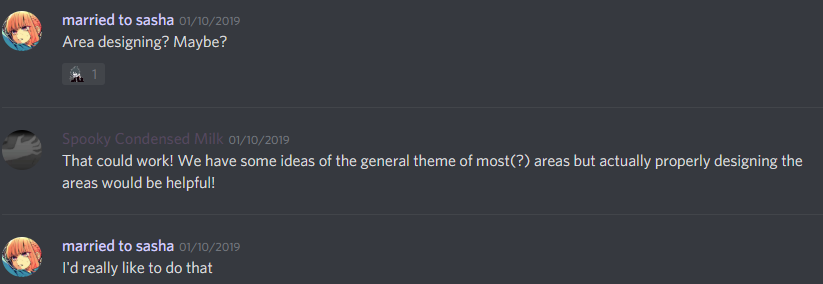 married to sasha 01/10/2019
Area designing? Maybe?
1
Spooky Condensed Milk 01/10/2019
That could work! We have some ideas of the general theme of most(?) areas but actually properly designing the
areas would be helpful!
married to sasha 01/10/2019
I'd really like to do that